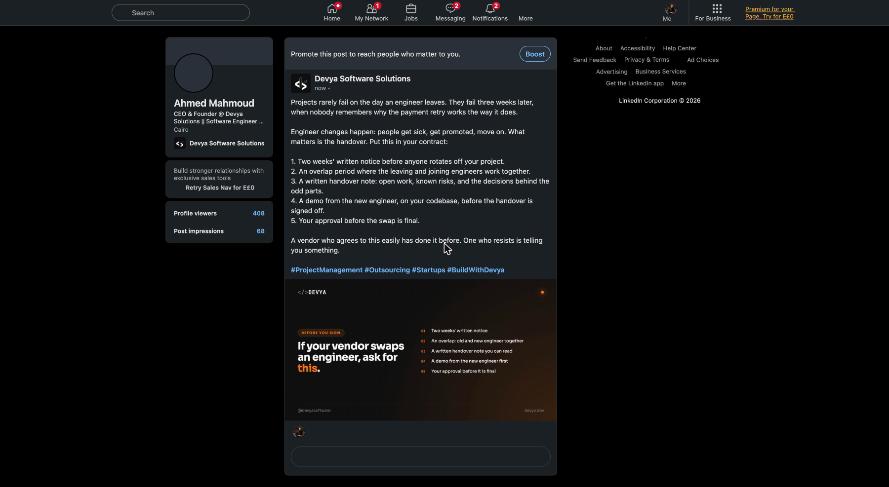 Search
Home
My Network
Jobs
Messaging
Notifications
More
Me
For Business
Premium for your
Page. Try for E£0
Ahmed Mahmoud
CEO & Founder @ Devya
Solutions || Software Engineer ...
Cairo
Devya Software Solutions
Build stronger relationships with
exclusive sales tools
Retry Sales Nav for E£0
Profile viewers 408
Post impressions 68
Promote this post to reach people who matter to you.
Boost
Devya Software Solutions
now
Projects rarely fail on the day an engineer leaves. They fail three weeks later,
when nobody remembers why the payment retry works the way it does.
Engineer changes happen: people get sick, get promoted, move on. What
matters is the handover. Put this in your contract:
1. Two weeks' written notice before anyone rotates off your project.
2. An overlap period where the leaving and joining engineers work together.
3. A written handover note: open work, known risks, and the decisions behind the
odd parts.
4. A demo from the new engineer, on your codebase, before the handover is
signed off.
5. Your approval before the swap is final.
A vendor who agrees to this easily has done it before. One who resists is telling
you something.
#ProjectManagement #Outsourcing #Startups #BuildWithDevya
</>DEVYA
BEFORE YOU SIGN
If your vendor swaps
an engineer, ask for
this.
Two weeks' written notice
An overlap: old and new engineer together
A written handover note you can read
A demo from the new engineer first
Your approval before it is final
About Accessibility Help Center
Send Feedback Privacy & Terms Ad Choices
Advertising Business Services
Get the LinkedIn app More
LinkedIn Corporation © 2026